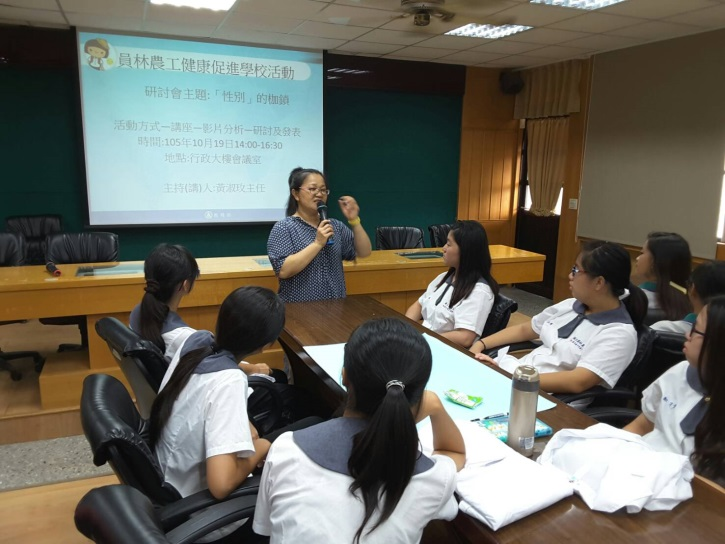 員林農工健康促進學校活動
研討會主題:「性別」的枷鎖
活動方式－講座－影片分析－研討及發表
時間:105年10月19日14:00-16:30
地點:行政大樓會議室
主持(講)人:黃淑玫主任